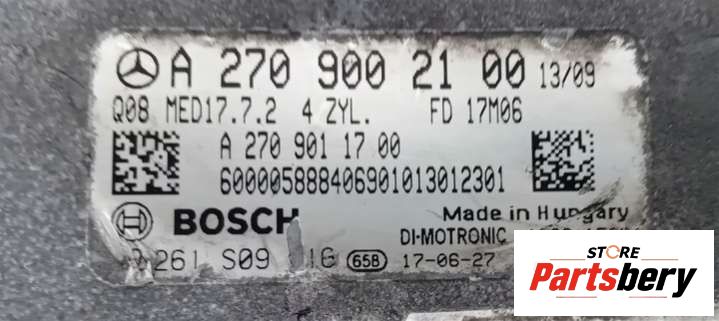 A 270 900 21 00 13/09
Q08 MED17.7.2 4 ZYL. FD 17M06
A 270 901 17 00
600005888406901013012301
BOSCH Made in Hungary
DI-MOTRONIC
261 S09 65B 17-06-27
STORE
Partsbery